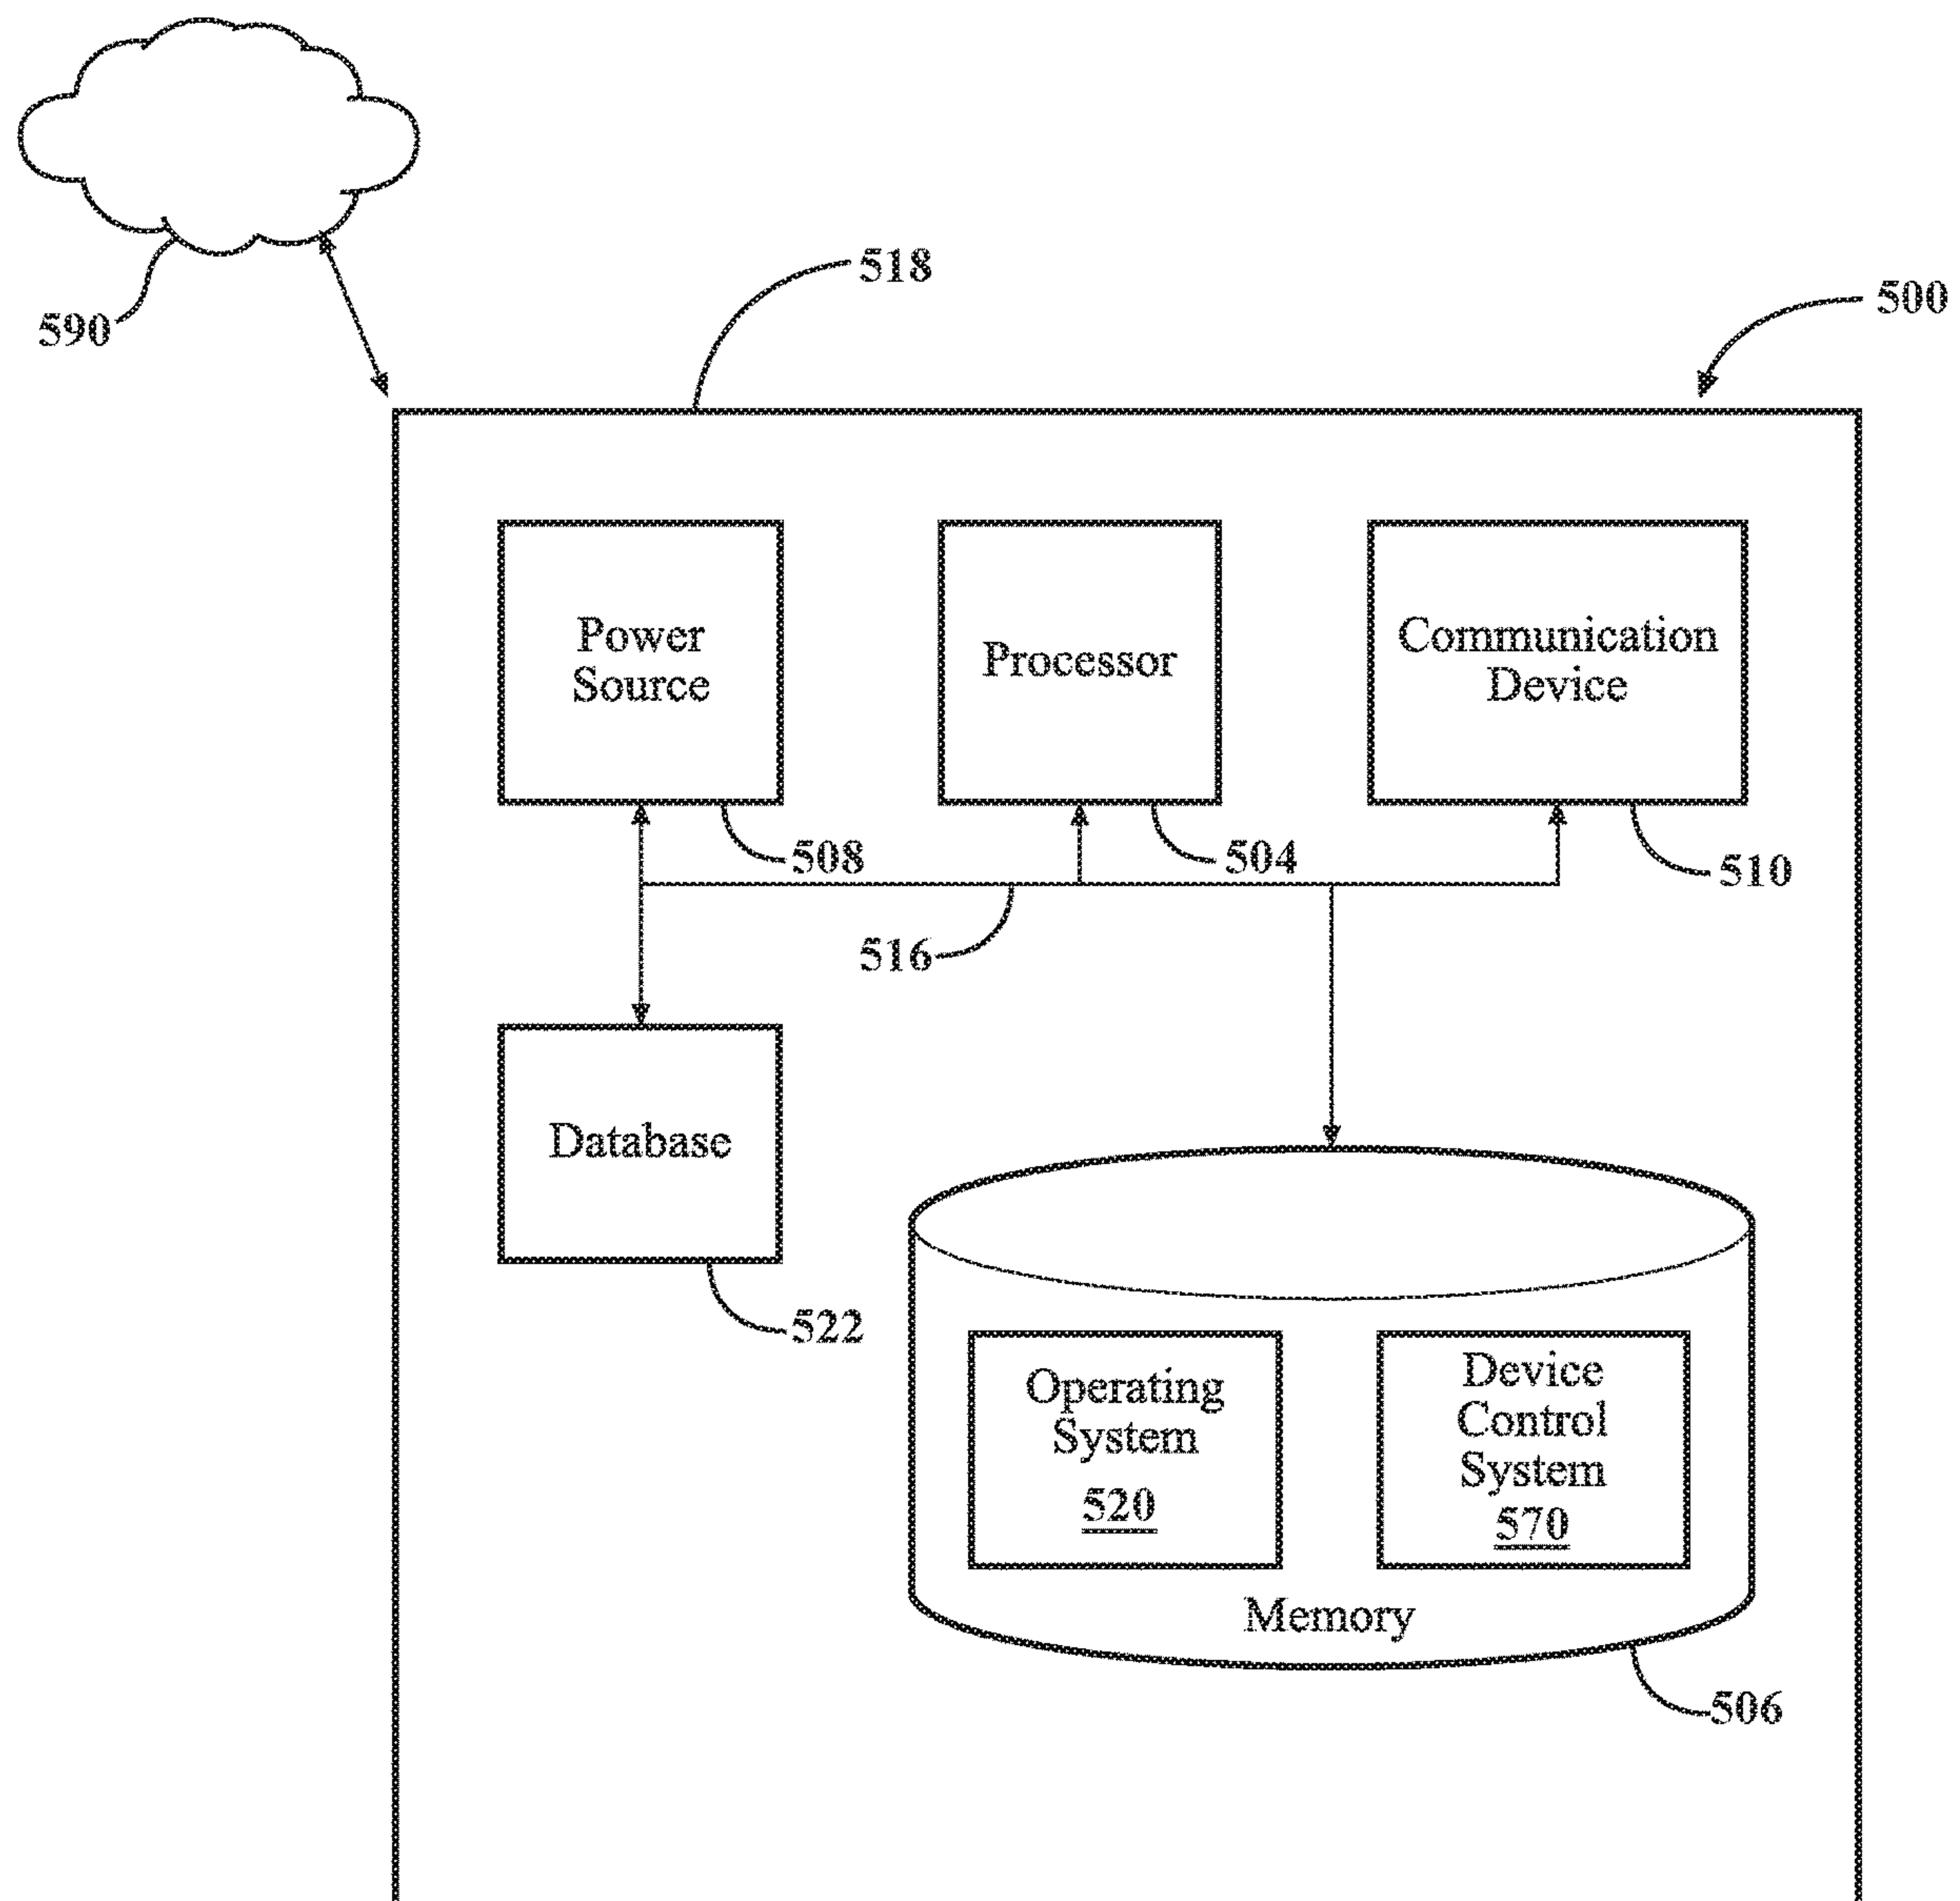 518
500
590
Power
Source
Processor
Communication
Device
508
504
510
516
Database
522
Operating
System
520
Device
Control
System
570
Memory
506